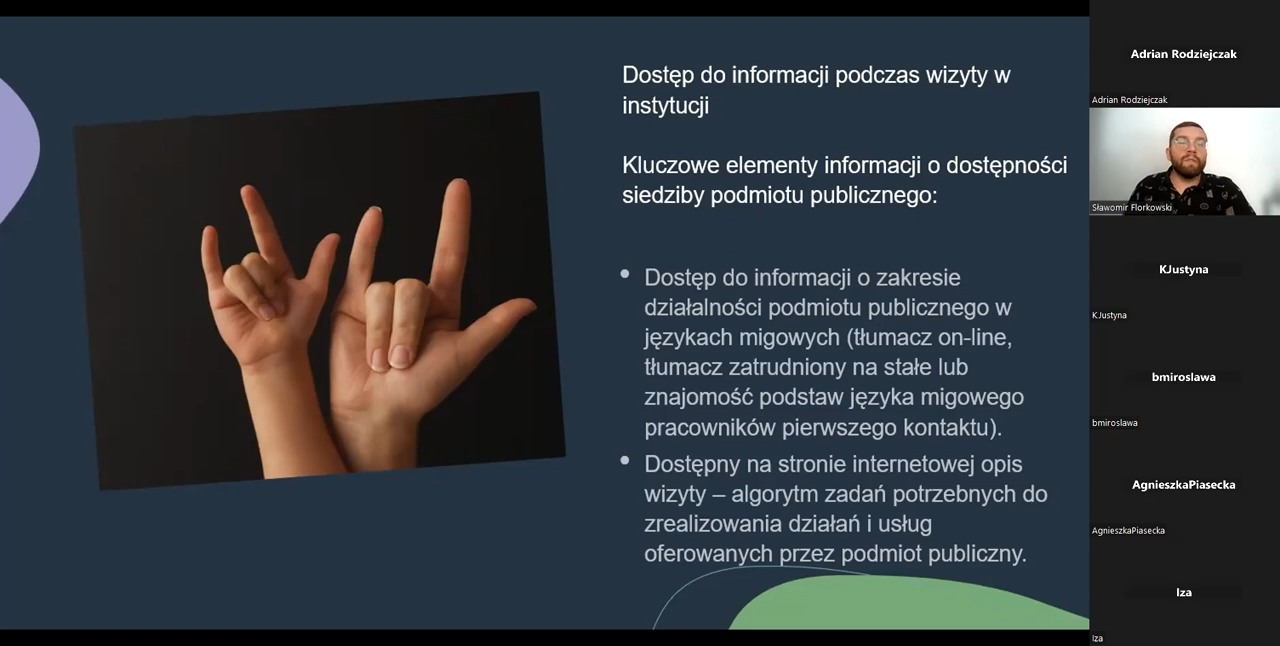 Dostęp do informacji podczas wizyty w
instytucji
Kluczowe elementy informacji o dostępności
siedziby podmiotu publicznego:
• Dostęp do informacji o zakresie
działalności podmiotu publicznego w
językach migowych (tłumacz on-line,
tłumacz zatrudniony na stałe lub
znajomość podstaw języka migowego
pracowników pierwszego kontaktu).
• Dostępny na stronie internetowej opis
wizyty – algorytm zadań potrzebnych do
zrealizowania działań i usług
oferowanych przez podmiot publiczny.
Adrian Rodziejczak
Adrian Rodziejczak
Sławomir Florkowski
KJustyna
KJustyna
bmiroslawa
bmiroslawa
AgnieszkaPiasecka
AgnieszkaPiasecka
Iza
Iza